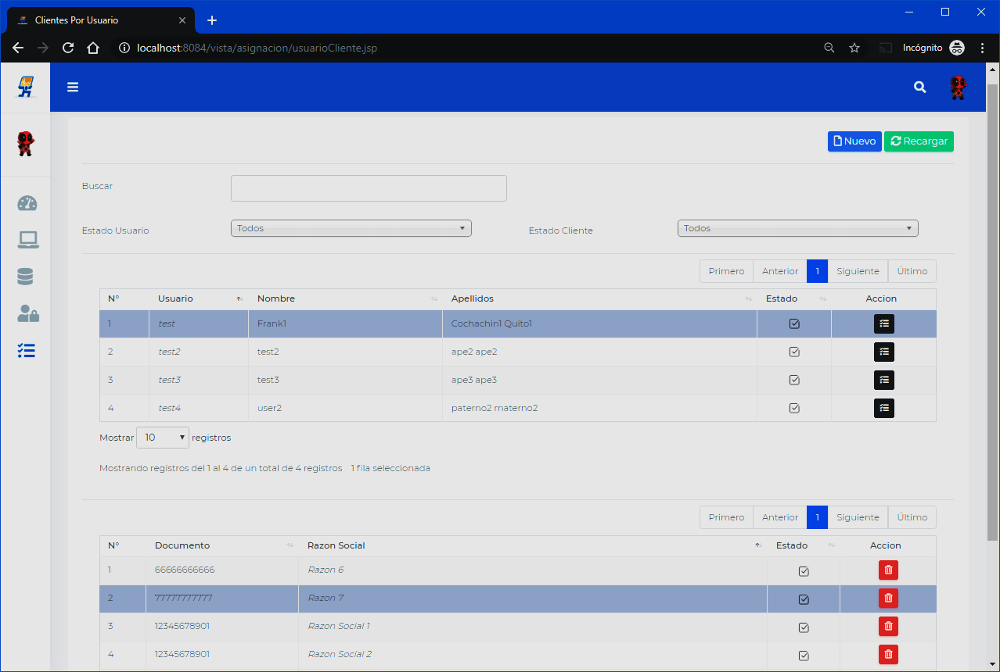 Clientes Por Usuario
localhost:8084/vista/asignacion/usuarioCliente.jsp Incógnito
Nuevo Recargar
Buscar
Estado Usuario Todos Estado Cliente Todos
Primero Anterior 1 Siguiente Último
N° Usuario Nombre Apellidos Estado Accion
1 test Frank1 Cochachin1 Quito1
2 test2 test2 ape2 ape2
3 test3 test3 ape3 ape3
4 test4 user2 paterno2 materno2
Mostrar 10 registros
Mostrando registros del 1 al 4 de un total de 4 registros 1 fila seleccionada
Primero Anterior 1 Siguiente Último
N° Documento Razon Social Estado Accion
1 66666666666 Razon 6
2 77777777777 Razon 7
3 12345678901 Razon Social 1
4 12345678901 Razon Social 2